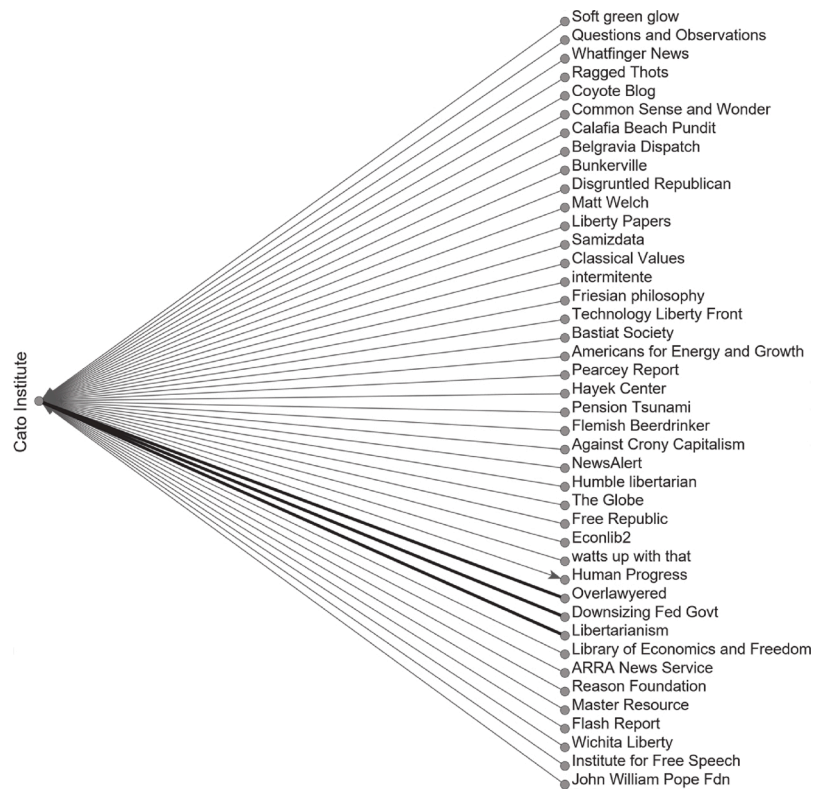 Soft green glow
Questions and Observations
Whatfinger News
Ragged Thots
Coyote Blog
Common Sense and Wonder
Calafia Beach Pundit
Belgravia Dispatch
Bunkerville
Disgruntled Republican
Matt Welch
Liberty Papers
Samizdata
Classical Values
intermitente
Friesian philosophy
Technology Liberty Front
Bastiat Society
Americans for Energy and Growth
Pearcey Report
Hayek Center
Pension Tsunami
Flemish Beerdrinker
Against Crony Capitalism
NewsAlert
Humble libertarian
The Globe
Free Republic
Econlib2
watts up with that
Human Progress
Overlawyered
Downsizing Fed Govt
Libertarianism
Library of Economics and Freedom
ARRA News Service
Reason Foundation
Master Resource
Flash Report
Wichita Liberty
Institute for Free Speech
John William Pope Fdn
Cato Institute